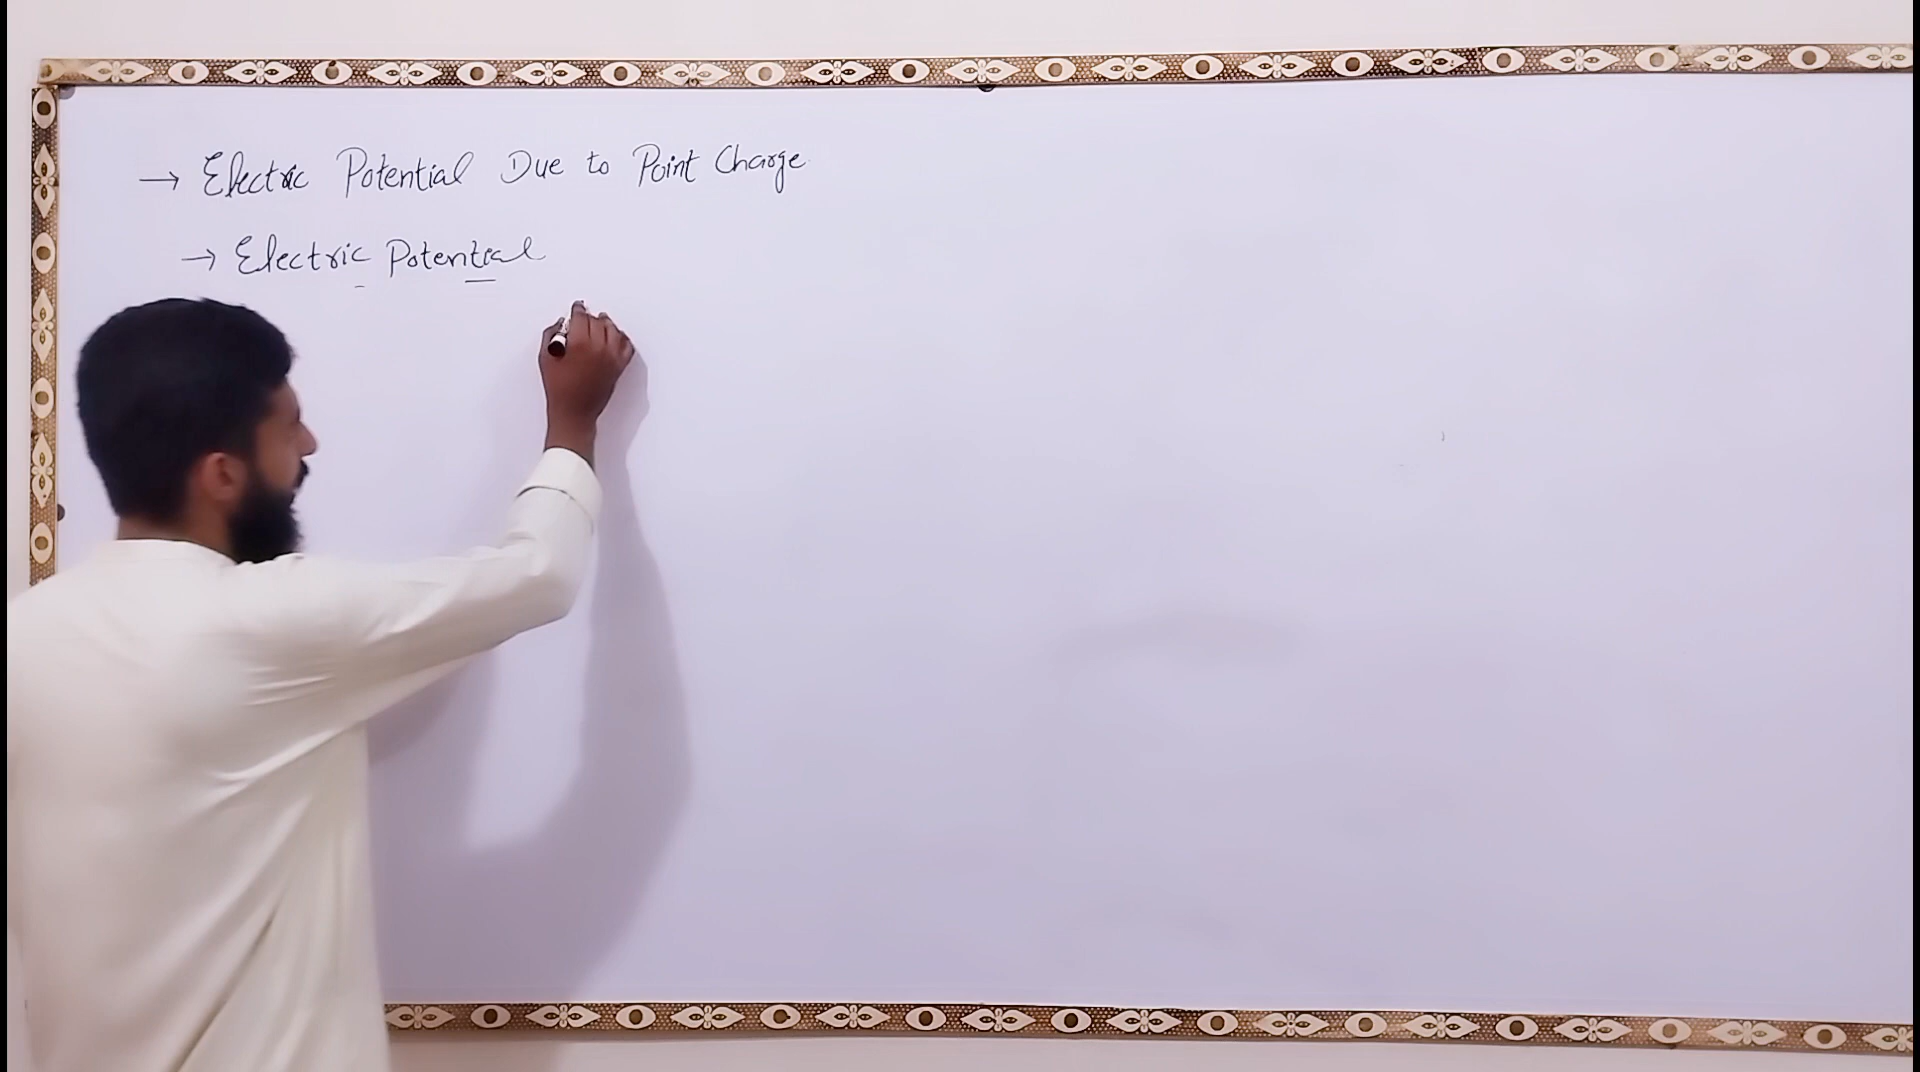 → Electric Potential Due to Point Charge
→ Electric Potential